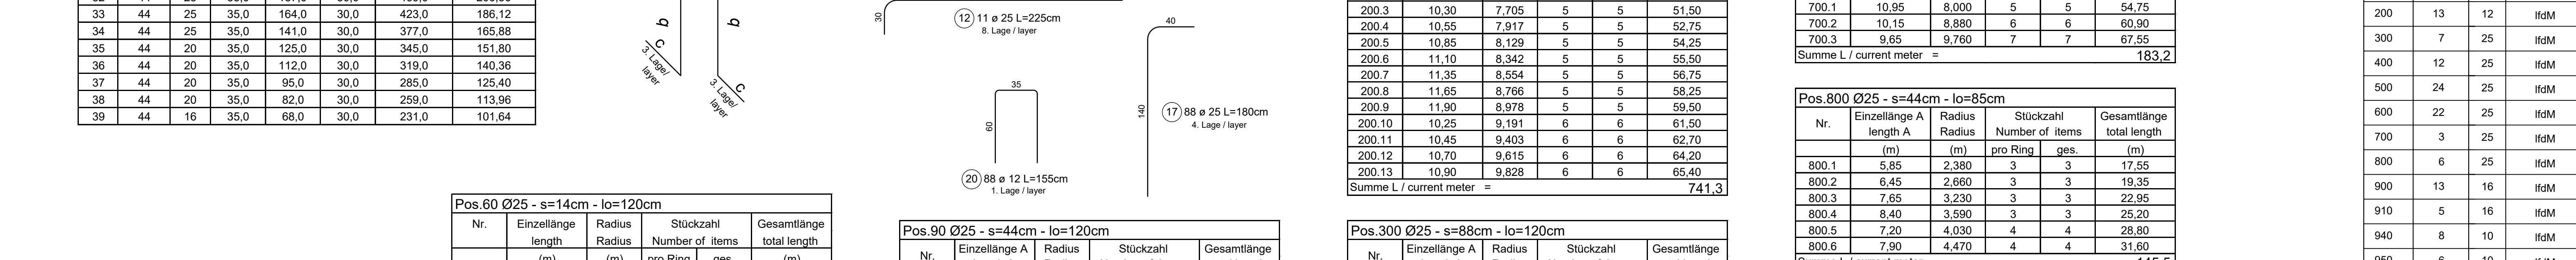 33 44 25 35,0 164,0 30,0 423,0 186,12
34 44 25 35,0 141,0 30,0 377,0 165,88
35 44 20 35,0 125,0 30,0 345,0 151,80
36 44 20 35,0 112,0 30,0 319,0 140,36
37 44 20 35,0 95,0 30,0 285,0 125,40
38 44 20 35,0 82,0 30,0 259,0 113,96
39 44 16 35,0 68,0 30,0 231,0 101,64
b
b
C
3. Lage/
layer
C
3. Lage/
layer
30
12 11 ø 25 L=225cm
8. Lage / layer
35
60
20 88 ø 12 L=155cm
1. Lage / layer
40
140
17 88 ø 25 L=180cm
4. Lage / layer
Pos.60 Ø25 - s=14cm - lo=120cm
Nr. Einzellänge Radius Stückzahl Gesamtlänge
length Radius Number of items total length
(m) (m) pro Ring ges. (m)
Pos.90 Ø25 - s=44cm - lo=120cm
Nr. Einzellänge A Radius Stückzahl Gesamtlänge
200.3 10,30 7,705 5 5 51,50
200.4 10,55 7,917 5 5 52,75
200.5 10,85 8,129 5 5 54,25
200.6 11,10 8,342 5 5 55,50
200.7 11,35 8,554 5 5 56,75
200.8 11,65 8,766 5 5 58,25
200.9 11,90 8,978 5 5 59,50
200.10 10,25 9,191 6 6 61,50
200.11 10,45 9,403 6 6 62,70
200.12 10,70 9,615 6 6 64,20
200.13 10,90 9,828 6 6 65,40
Summe L / current meter = 741,3
Pos.300 Ø25 - s=88cm - lo=120cm
Nr. Einzellänge A Radius Stückzahl Gesamtlänge
700.1 10,95 8,000 5 5 54,75
700.2 10,15 8,880 6 6 60,90
700.3 9,65 9,760 7 7 67,55
Summe L / current meter = 183,2
Pos.800 Ø25 - s=44cm - lo=85cm
Nr. Einzellänge A Radius Stückzahl Gesamtlänge
length A Radius Number of items total length
(m) (m) pro Ring ges. (m)
800.1 5,85 2,380 3 3 17,55
800.2 6,45 2,660 3 3 19,35
800.3 7,65 3,230 3 3 22,95
800.4 8,40 3,590 3 3 25,20
800.5 7,20 4,030 4 4 28,80
800.6 7,90 4,470 4 4 31,60
200 13 12 lfdM
300 7 25 lfdM
400 12 25 lfdM
500 24 25 lfdM
600 22 25 lfdM
700 3 25 lfdM
800 6 25 lfdM
900 13 16 lfdM
910 5 16 lfdM
940 8 10 lfdM